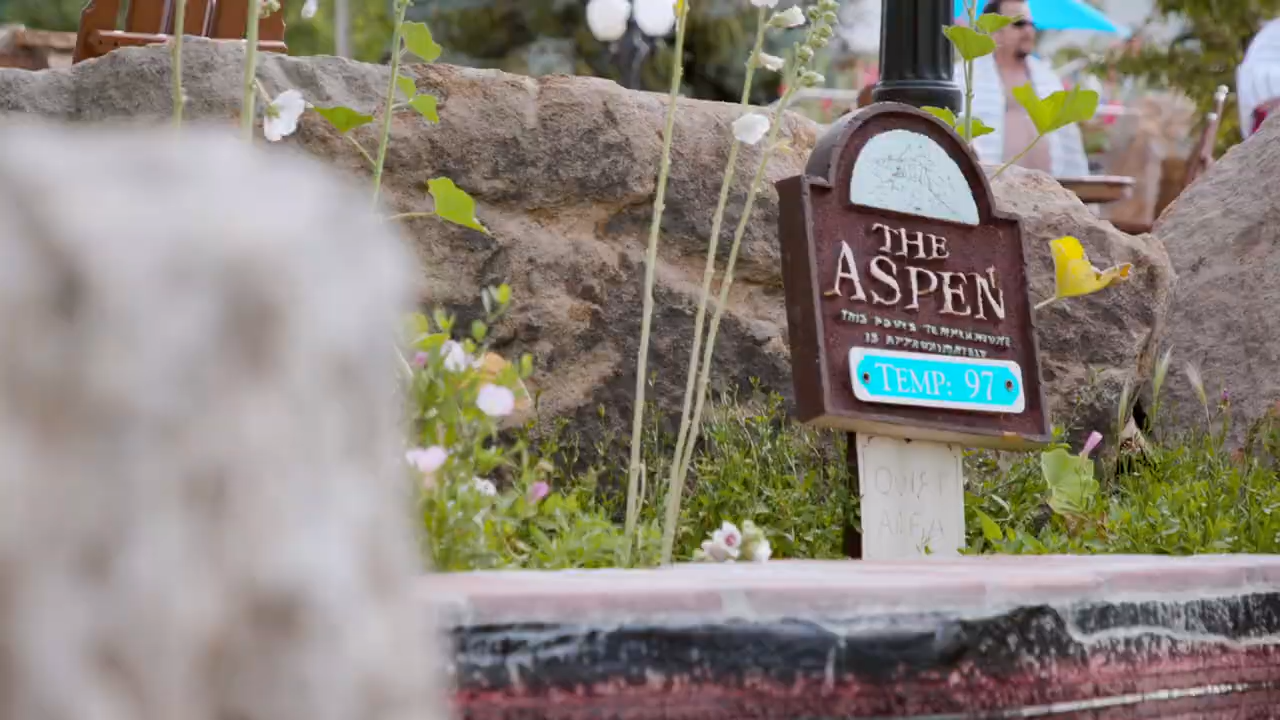 THE
ASPEN
THIS POOL'S TEMPERATURE
IS APPROXIMATELY
TEMP: 97
QUIET
AREA